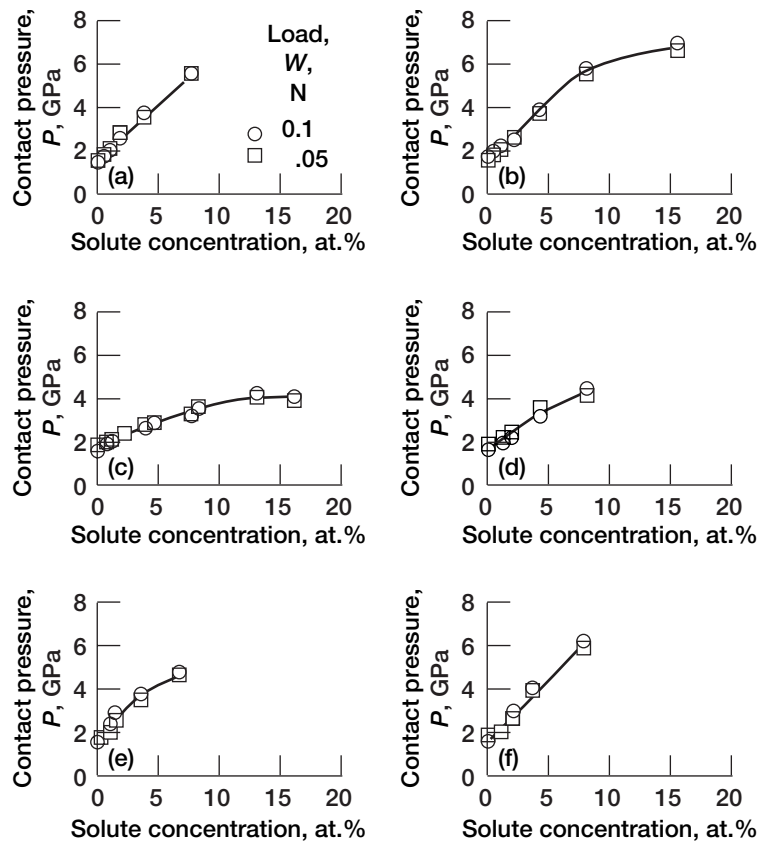 8
6
4
2
0
Contact pressure,
P, GPa
Load,
W,
N
0.1
.05
(a)
0 5 10 15 20
Solute concentration, at.%
8
6
4
2
0
Contact pressure,
P, GPa
(b)
0 5 10 15 20
Solute concentration, at.%
8
6
4
2
0
Contact pressure,
P, GPa
(c)
0 5 10 15 20
Solute concentration, at.%
8
6
4
2
0
Contact pressure,
P, GPa
(d)
0 5 10 15 20
Solute concentration, at.%
8
6
4
2
0
Contact pressure,
P, GPa
(e)
0 5 10 15 20
Solute concentration, at.%
8
6
4
2
0
Contact pressure,
P, GPa
(f)
0 5 10 15 20
Solute concentration, at.%